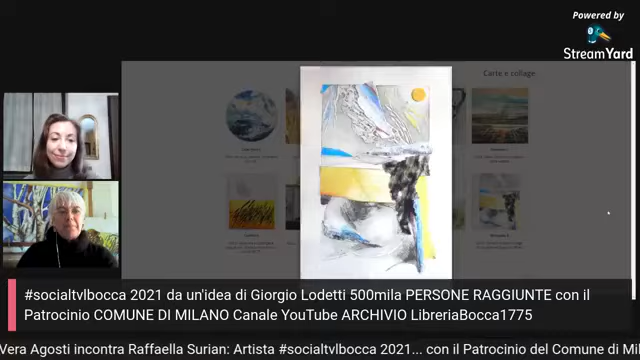 Powered by
StreamYard
Carte e collage
#socialtvlbocca 2021 da un'idea di Giorgio Lodetti 500mila PERSONE RAGGIUNTE con il
Patrocinio COMUNE DI MILANO Canale YouTube ARCHIVIO LibreriaBocca1775
Vera Agosti incontra Raffaella Surian: Artista #socialtvlbocca 2021... con il Patrocinio del Comune di Mil